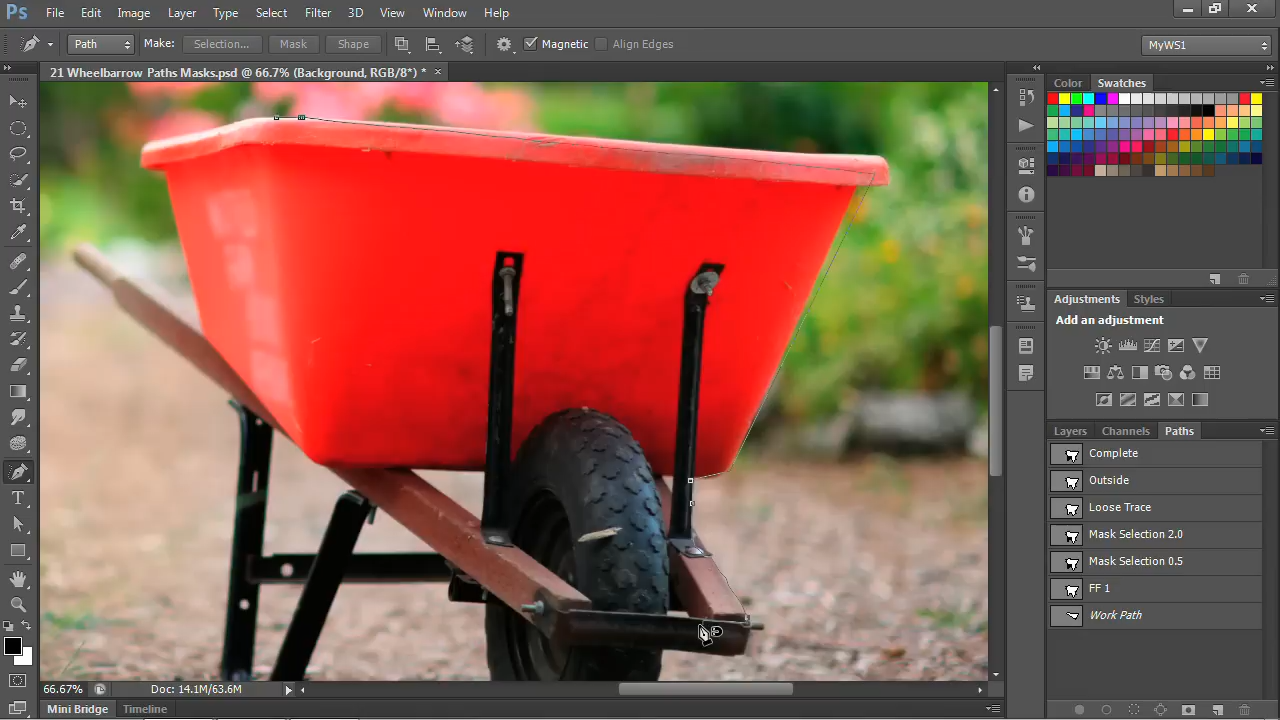 Ps File Edit Image Layer Type Select Filter 3D View Window Help
Path Make: Selection... Mask Shape Magnetic Align Edges MyWS1
21 Wheelbarrow Paths Masks.psd @ 66.7% (Background, RGB/8*) *
Color Swatches
Adjustments Styles
Add an adjustment
Layers Channels Paths
Complete
Outside
Loose Trace
Mask Selection 2.0
Mask Selection 0.5
FF 1
Work Path
66.67% Doc: 14.1M/63.6M
Mini Bridge Timeline